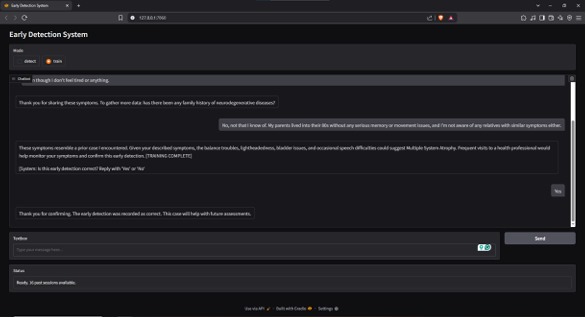 Early Detection System
127.0.0.1:7860
Early Detection System
Mode
detect
train
Chatbot
though I don't feel tired or anything.
Thank you for sharing these symptoms. To gather more data: has there been any family history of neurodegenerative diseases?
No, not that I know of. My parents lived into their 80s without any serious memory or movement issues, and I'm not aware of any relatives with similar symptoms either.
These symptoms resemble a prior case I encountered. Given your described symptoms, the balance troubles, lightheadedness, bladder issues, and occasional speech difficulties could suggest Multiple System Atrophy. Frequent visits to a health professional would
help monitor your symptoms and confirm this early detection. [TRAINING COMPLETE]
[System: Is this early detection correct? Reply with 'Yes' or 'No'
Yes
Thank you for confirming. The early detection was recorded as correct. This case will help with future assessments.
Textbox
Type your message here...
Send
Status
Ready. 16 past sessions available.
Use via API · Built with Gradio · Settings